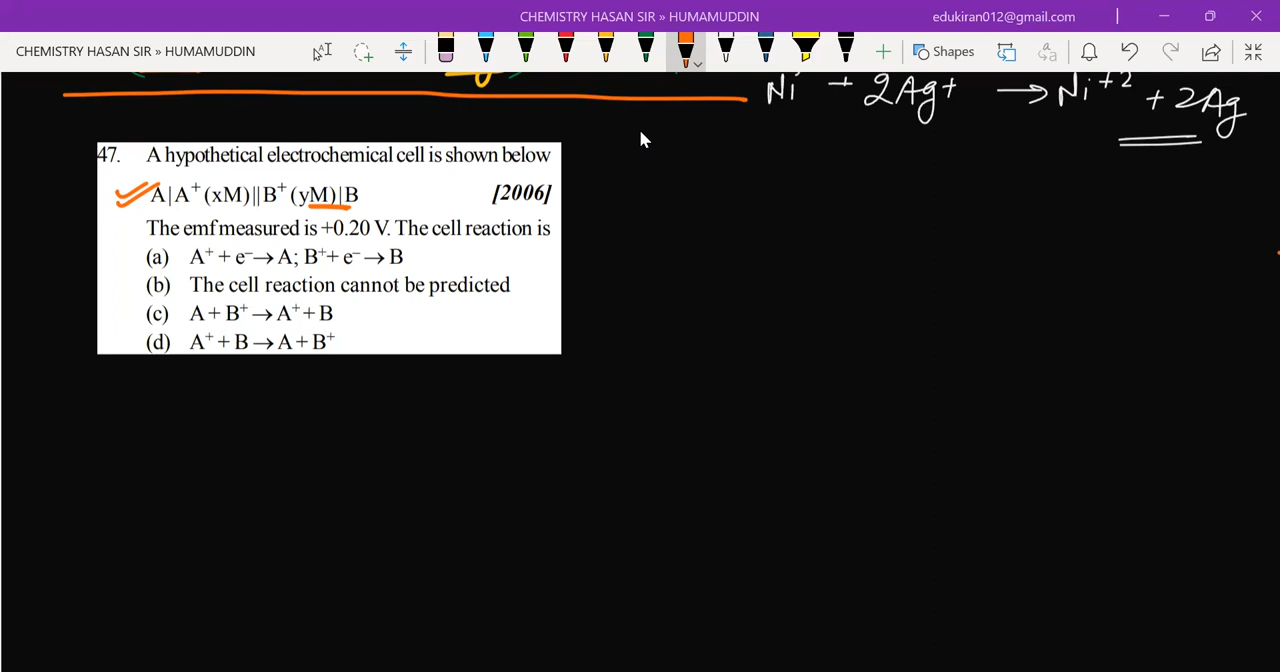 CHEMISTRY HASAN SIR » HUMAMUDDIN
edukiran012@gmail.com
CHEMISTRY HASAN SIR » HUMAMUDDIN
Shapes
Ni + 2Ag+ → Ni+2 + 2Ag
47. A hypothetical electrochemical cell is shown below
A|A⁺(xM)||B⁺(yM)|B [2006]
The emf measured is +0.20 V. The cell reaction is
(a) A⁺ + e⁻→A; B⁺+ e⁻→B
(b) The cell reaction cannot be predicted
(c) A + B⁺→A⁺ + B
(d) A⁺ + B→A + B⁺